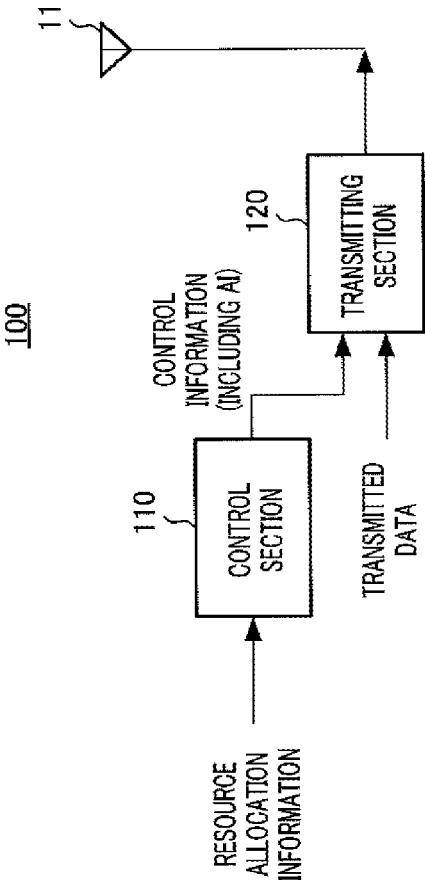 100
11
120
TRANSMITTING
SECTION
CONTROL
INFORMATION
(INCLUDING AI)
110
CONTROL
SECTION
TRANSMITTED
DATA
RESOURCE
ALLOCATION
INFORMATION